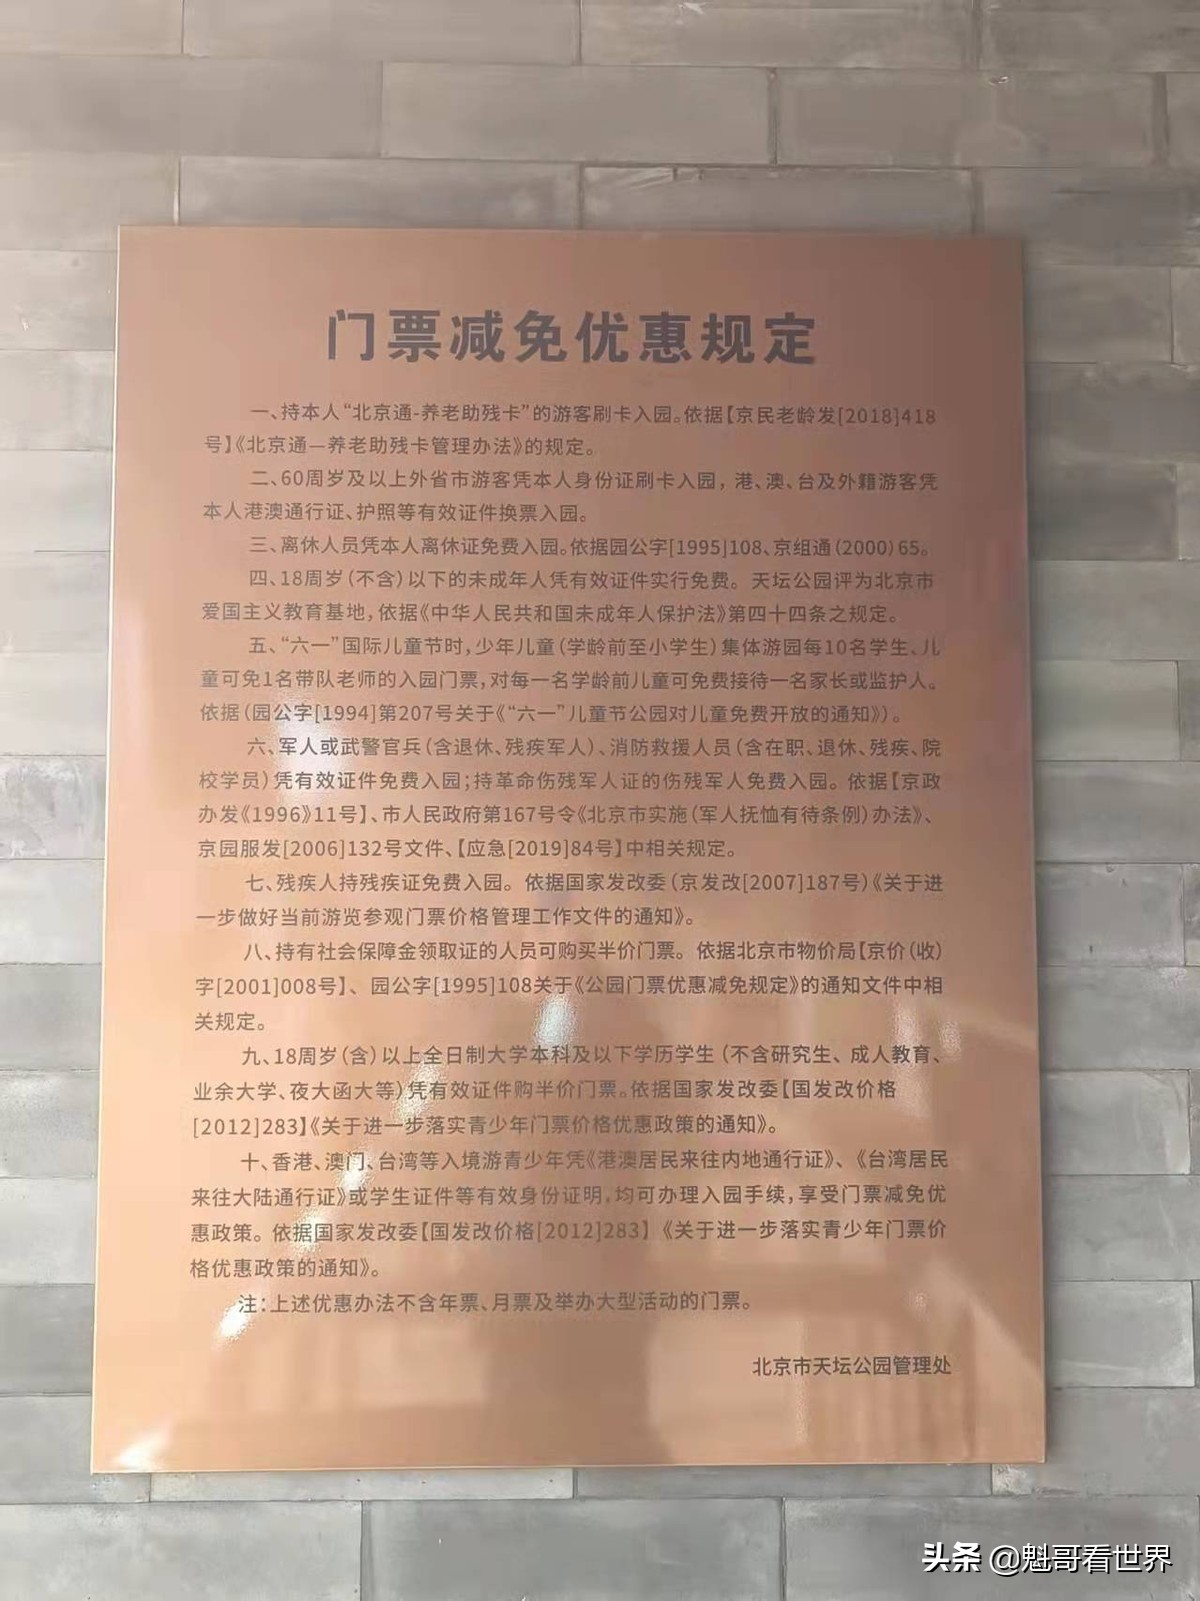 门票减免优惠规定
一、持本人“北京通-养老助残卡”的游客刷卡入园。依据【京民老龄发[2018]418
号】《北京通—养老助残卡管理办法》的规定。
二、60周岁及以上外省市游客凭本人身份证刷卡入园，港、澳、台及外籍游客凭
本人港澳通行证、护照等有效证件换票入园。
三、离休人员凭本人离休证免费入园。依据园公字[1995]108、京组通(2000)65。
四、18周岁(不含)以下的未成年人凭有效证件实行免费。天坛公园评为北京市
爱国主义教育基地，依据《中华人民共和国未成年人保护法》第四十四条之规定。
五、“六一”国际儿童节时，少年儿童(学龄前至小学生)集体游园每10名学生、儿
童可免1名带队老师的入园门票，对每一名学龄前儿童可免费接待一名家长或监护人。
依据(园公字[1994]第207号关于《“六一”儿童节公园对儿童免费开放的通知》)。
六、军人或武警官兵(含退休、残疾军人)、消防救援人员(含在职、退休、残疾、院
校学员)凭有效证件免费入园；持革命伤残军人证的伤残军人免费入园。依据【京政
办发《1996》11号】、市人民政府第167号令《北京市实施(军人抚恤有待条例)办法》、
京园服发[2006]132号文件、【应急[2019]84号】中相关规定。
七、残疾人持残疾证免费入园。依据国家发改委(京发改[2007]187号)《关于进
一步做好当前游览参观门票价格管理工作文件的通知》。
八、持有社会保障金领取证的人员可购买半价门票。依据北京市物价局【京价(收)
字[2001]008号】、园公字[1995]108关于《公园门票优惠减免规定》的通知文件中相
关规定。
九、18周岁(含)以上全日制大学本科及以下学历学生(不含研究生、成人教育、
业余大学、夜大函大等)凭有效证件购半价门票。依据国家发改委【国发改价格
[2012]283】《关于进一步落实青少年门票价格优惠政策的通知》。
十、香港、澳门、台湾等入境游青少年凭《港澳居民来往内地通行证》、《台湾居民
来往大陆通行证》或学生证件等有效身份证明，均可办理入园手续，享受门票减免优
惠政策。依据国家发改委【国发改价格[2012]283】《关于进一步落实青少年门票价
格优惠政策的通知》。
注：上述优惠办法不含年票、月票及举办大型活动的门票。
北京市天坛公园管理处
头条 @魁哥看世界